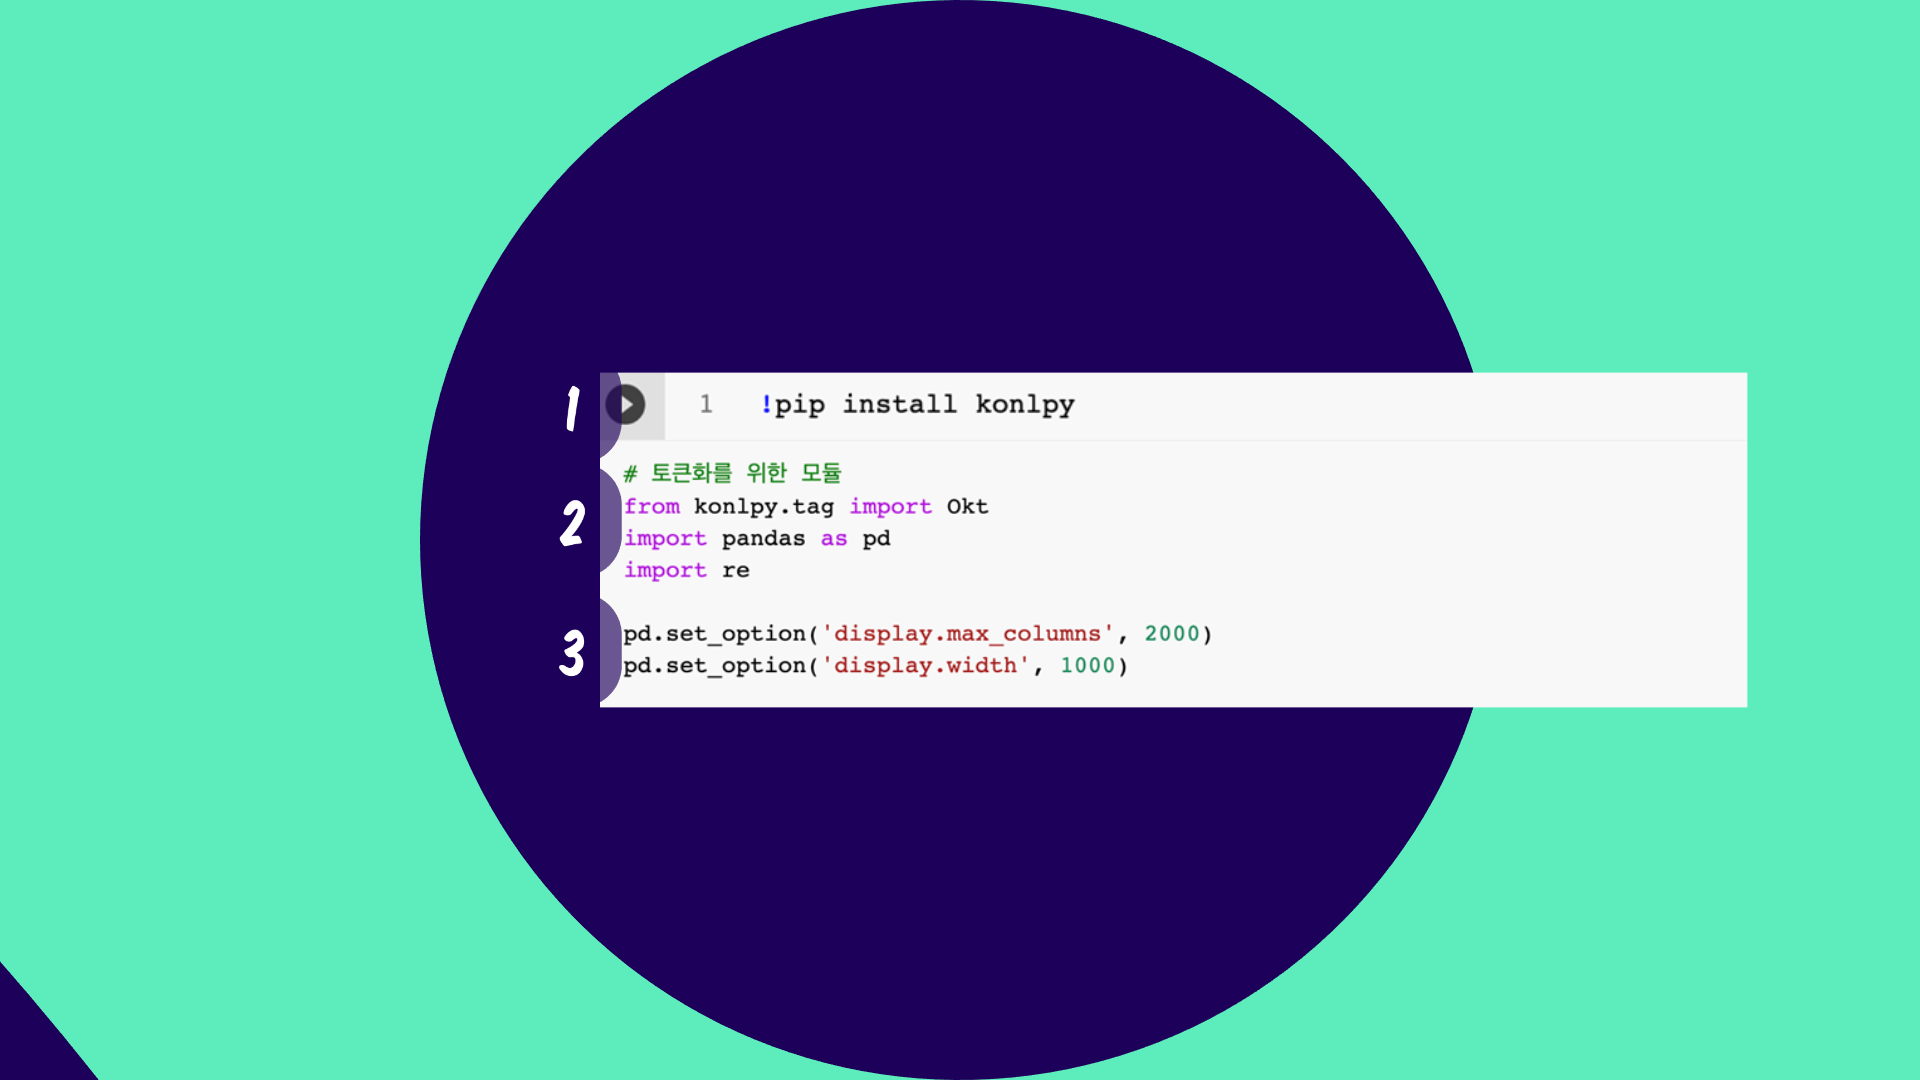 1
1 !pip install konlpy
2
# 토큰화를 위한 모듈
from konlpy.tag import Okt
import pandas as pd
import re
3
pd.set_option('display.max_columns', 2000)
pd.set_option('display.width', 1000)